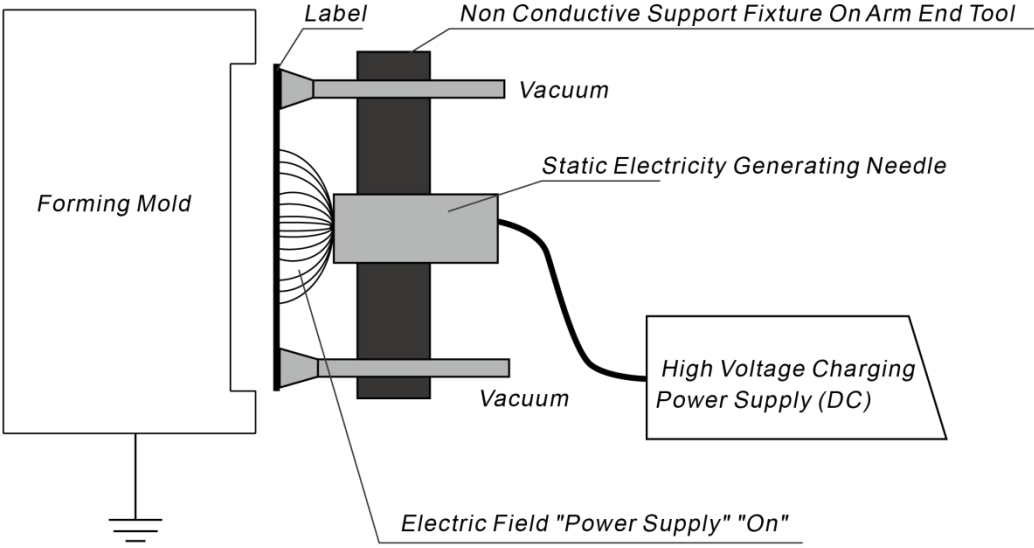 Label
Non Conductive Support Fixture On Arm End Tool
Vacuum
Static Electricity Generating Needle
Forming Mold
High Voltage Charging
Power Supply (DC)
Vacuum
Electric Field "Power Supply" "On"